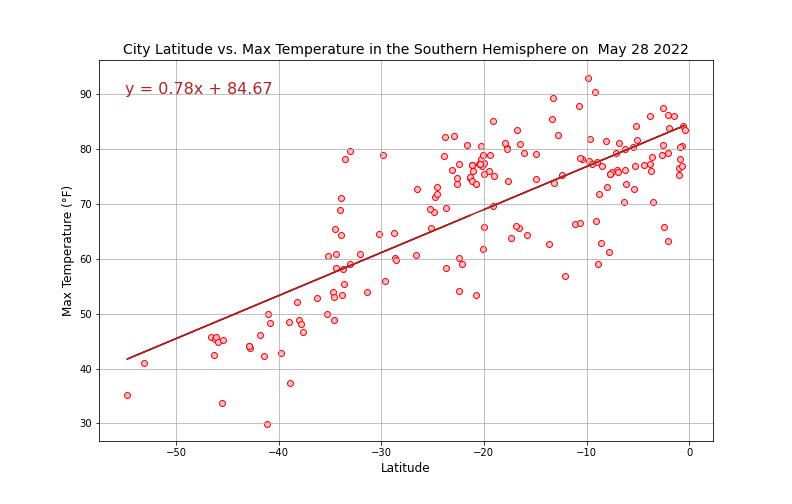 City Latitude vs. Max Temperature in the Southern Hemisphere on  May 28 2022
y = 0.78x + 84.67
90
80
70
60
50
40
30
Max Temperature (°F)
−50 −40 −30 −20 −10 0
Latitude